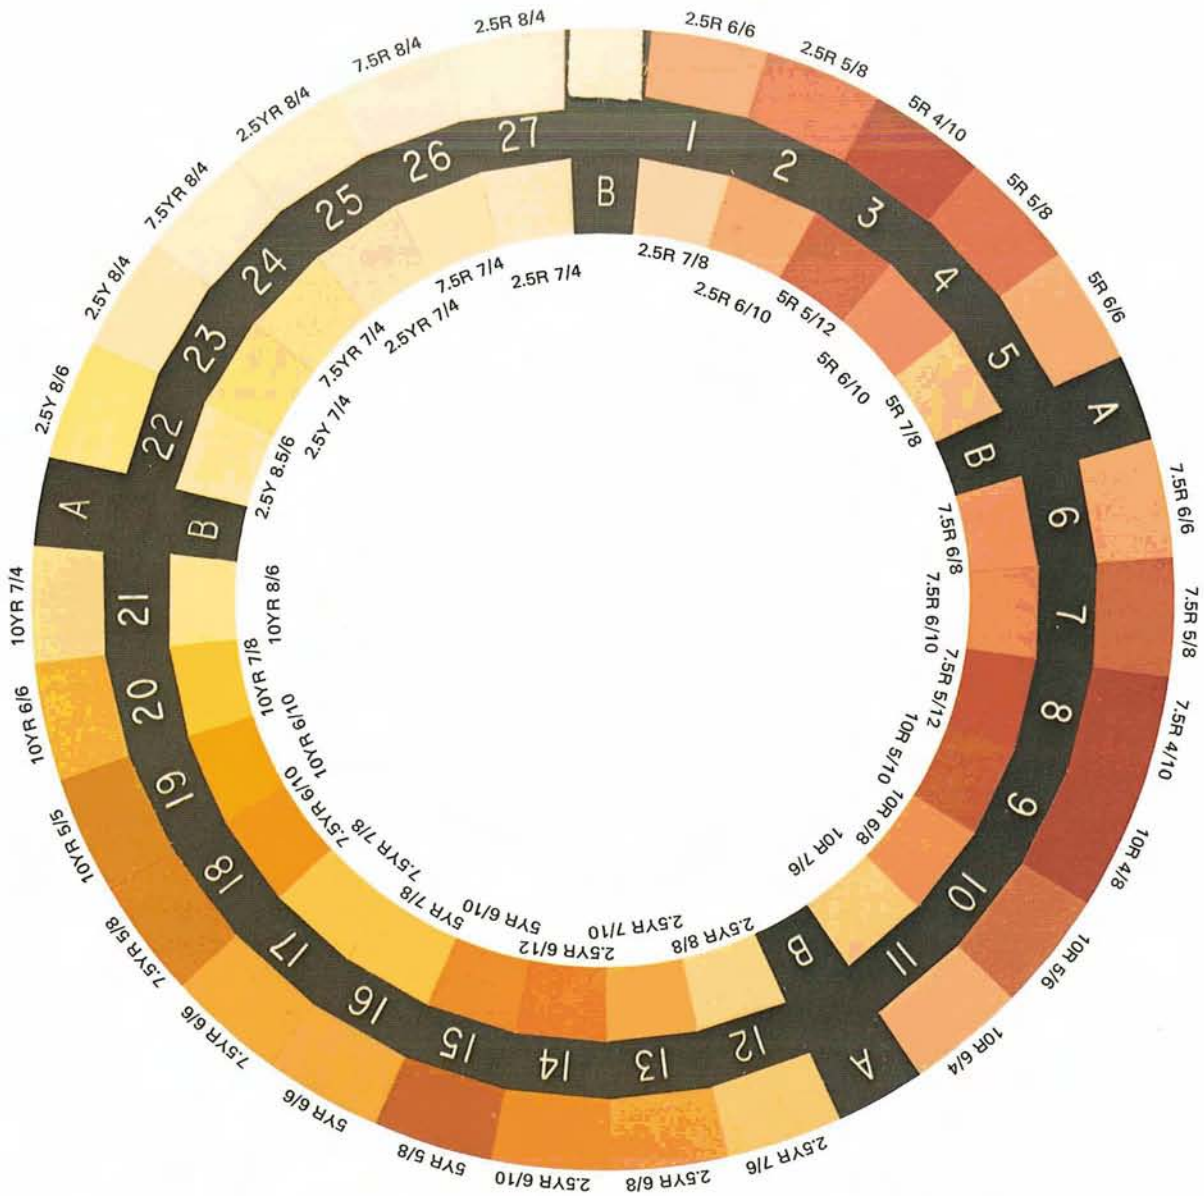 2.5R 6/6
2.5R 5/8
5R 4/10
5R 5/8
5R 6/6
A
7.5R 6/6
7.5R 5/8
7.5R 4/10
10R 4/8
10R 5/6
10R 6/4
A
2.5YR 7/6
2.5YR 6/8
2.5YR 6/10
5YR 5/8
5YR 6/6
7.5YR 6/6
7.5YR 5/8
10YR 5/5
10YR 6/6
10YR 7/4
A
2.5Y 8/6
2.5Y 8/4
7.5YR 8/4
2.5YR 8/4
7.5R 8/4
2.5R 8/4
B
1
2
3
4
5
B
6
7
8
9
10
11
B
12
13
14
15
16
17
18
19
20
21
B
22
23
24
25
26
27
2.5R 7/8
2.5R 6/10
5R 5/12
5R 6/10
5R 7/8
7.5R 6/8
7.5R 6/10
7.5R 5/12
10R 5/10
10R 6/8
10R 7/6
2.5YR 8/8
2.5YR 7/10
2.5YR 6/12
5YR 6/10
5YR 7/8
7.5YR 7/8
7.5YR 6/10
10YR 6/10
10YR 7/8
10YR 8/6
2.5Y 8.5/6
2.5Y 7/4
7.5YR 7/4
2.5YR 7/4
7.5R 7/4
2.5R 7/4